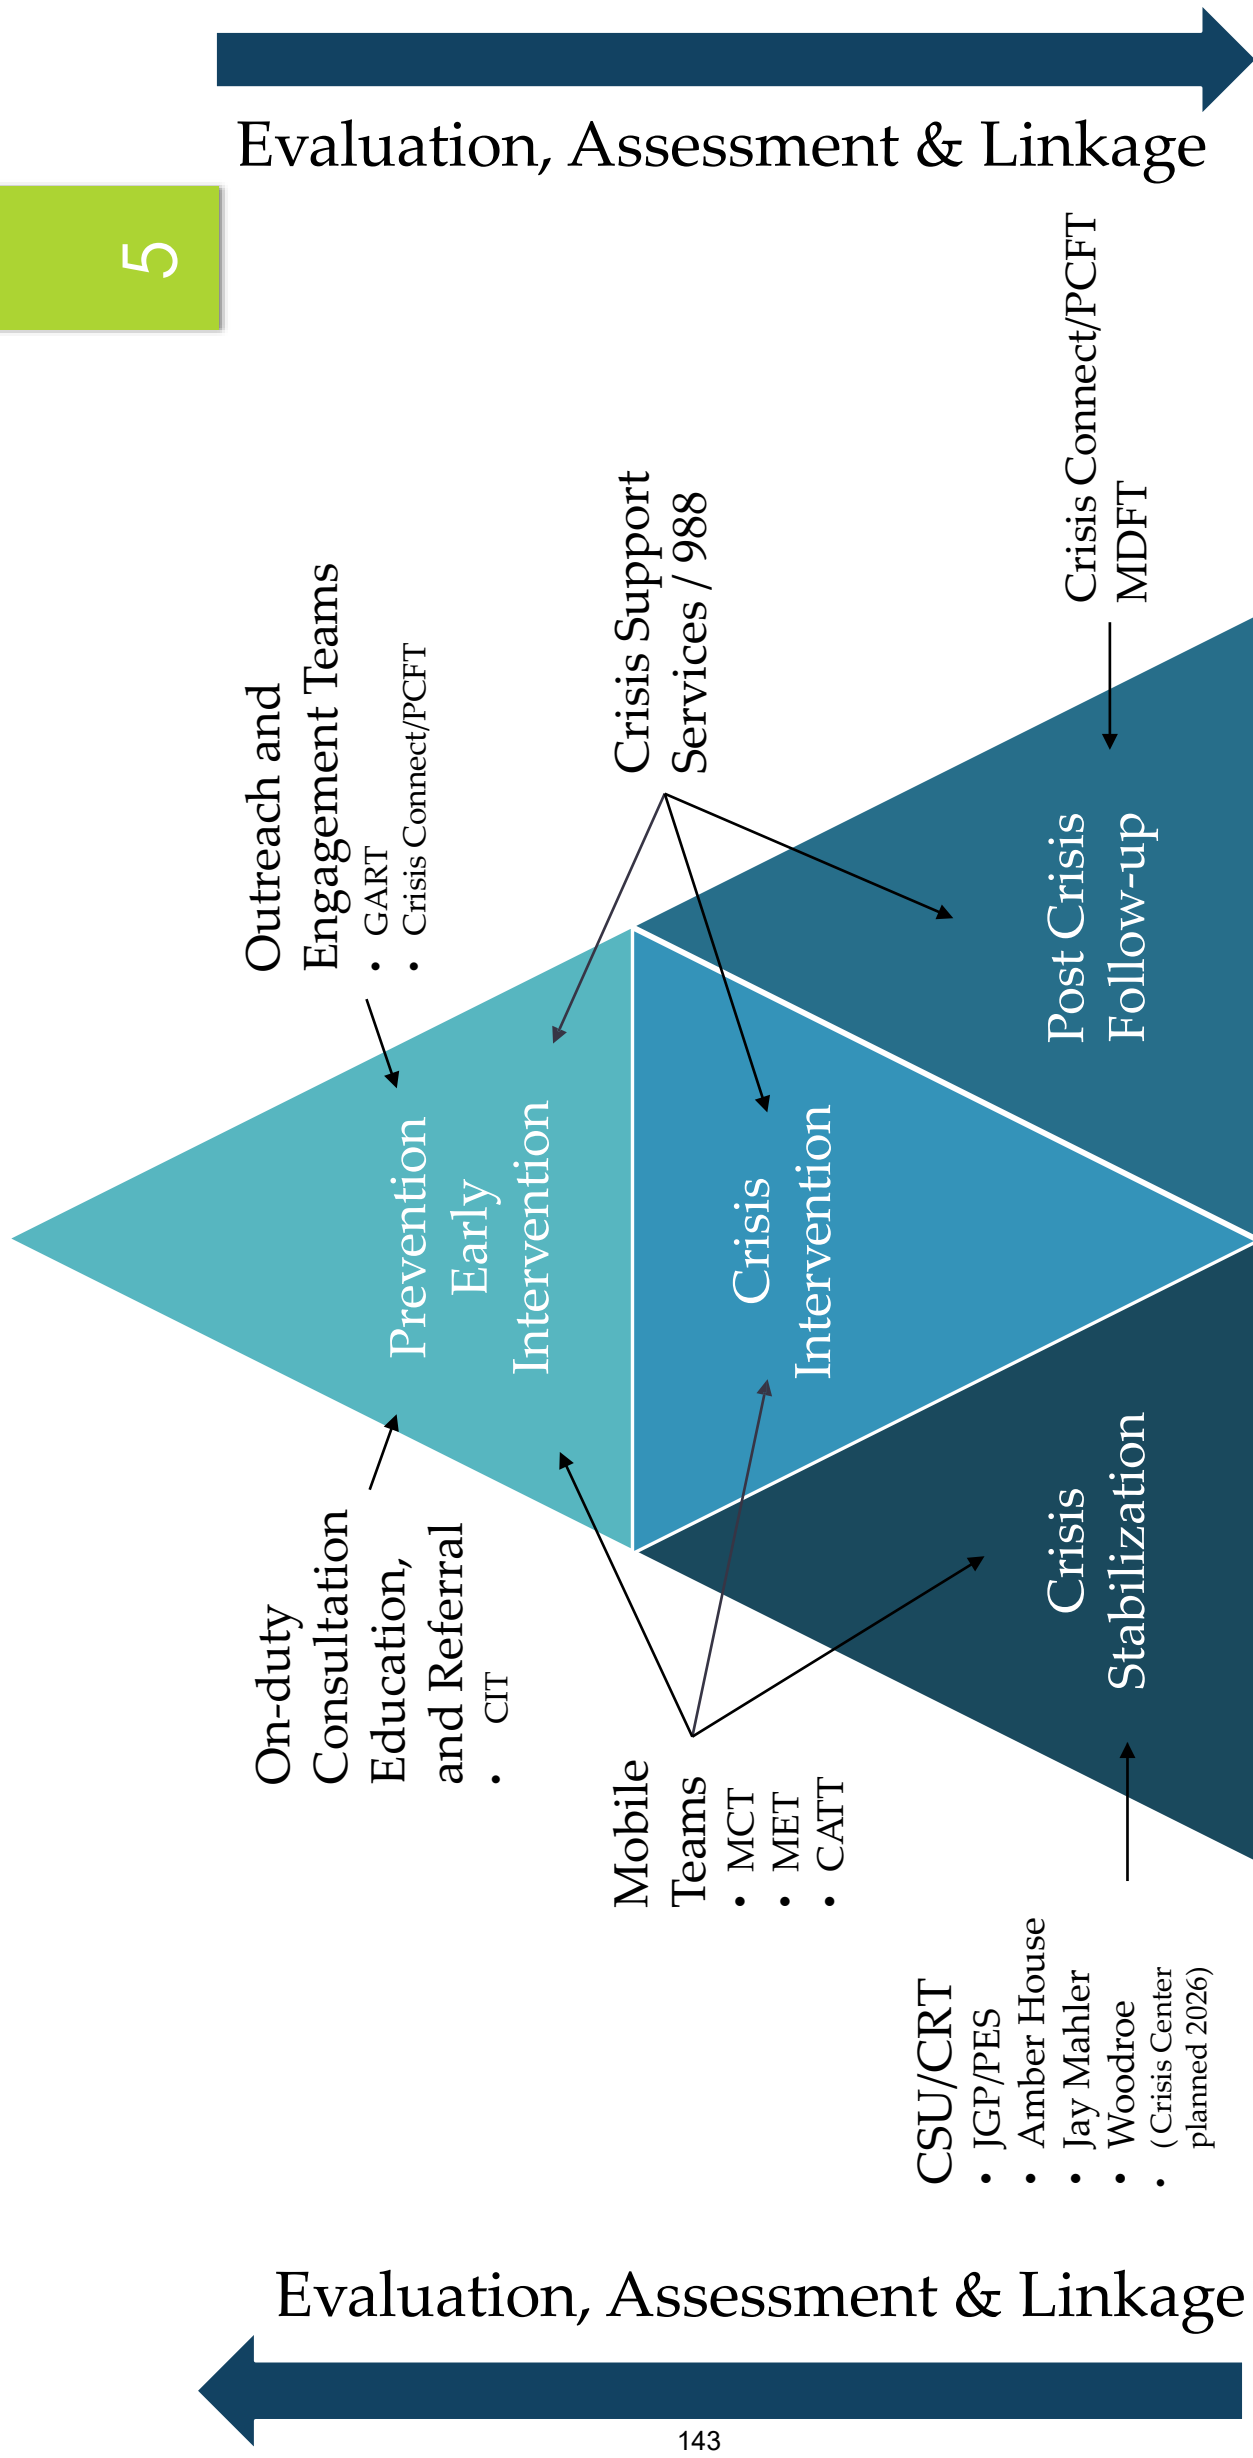 5
Evaluation, Assessment & Linkage
Outreach and
Engagement Teams
• GART
• Crisis Connect/PCFT
On-duty
Consultation
Education,
and Referral
• CIT
Prevention
Early
Intervention
Crisis Support
Services / 988
Mobile
Teams
• MCT
• MET
• CATT
Crisis
Intervention
CSU/CRT
• JGP/PES
• Amber House
• Jay Mahler
• Woodroe
• (Crisis Center
planned 2026)
Crisis
Stabilization
Post Crisis
Follow-up
Crisis Connect/PCFT
MDFT
Evaluation, Assessment & Linkage
143